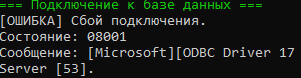 === Подключение к базе данных ===
[ОШИБКА] Сбой подключения.
Состояние: 08001
Сообщение: [Microsoft][ODBC Driver 17
Server [53].